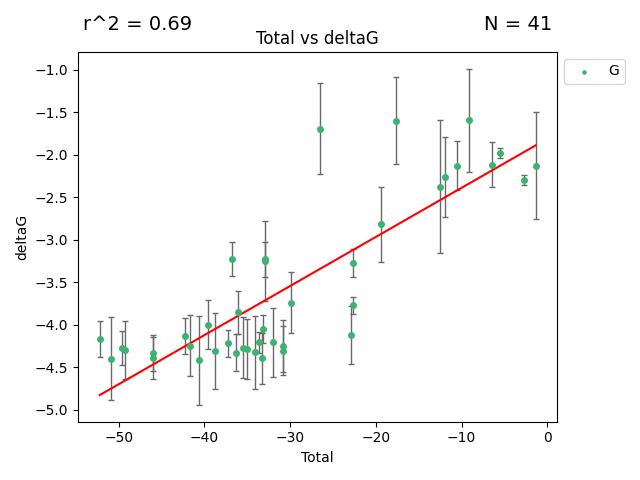 r^2 = 0.69
N = 41
Total vs deltaG
G
deltaG
−1.0
−1.5
−2.0
−2.5
−3.0
−3.5
−4.0
−4.5
−5.0
−50 −40 −30 −20 −10 0
Total